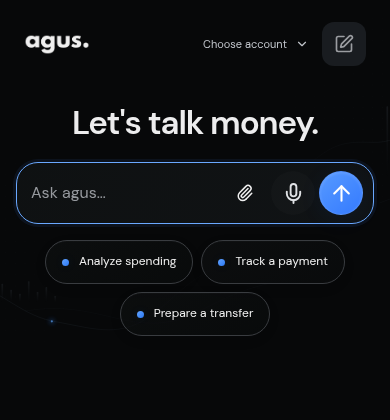 agus.
Choose account
Let's talk money.
Ask agus...
Analyze spending
Track a payment
Prepare a transfer